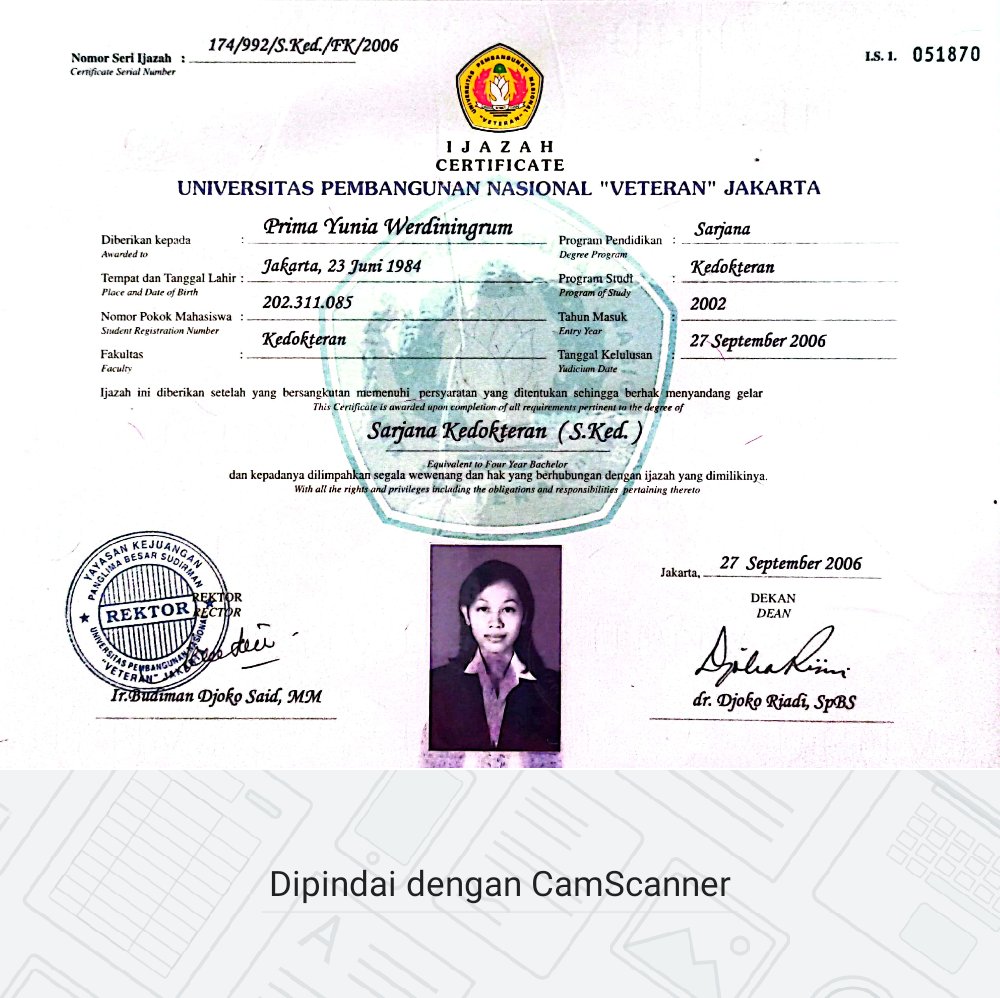 Nomor Seri Ijazah : 174/992/S.Ked./FK/2006
Certificate Serial Number
I.S. 1. 051870
UNIVERSITAS PEMBANGUNAN NASIONAL
"VETERAN"
IJAZAH
CERTIFICATE
UNIVERSITAS PEMBANGUNAN NASIONAL "VETERAN" JAKARTA
Diberikan kepada : Prima Yunia Werdiningrum
Awarded to
Tempat dan Tanggal Lahir : Jakarta, 23 Juni 1984
Place and Date of Birth
Nomor Pokok Mahasiswa : 202.311.085
Student Registration Number
Fakultas : Kedokteran
Faculty
Program Pendidikan : Sarjana
Degree Program
Program Studi : Kedokteran
Program of Study
Tahun Masuk : 2002
Entry Year
Tanggal Kelulusan : 27 September 2006
Yudicium Date
Ijazah ini diberikan setelah yang bersangkutan memenuhi persyaratan yang ditentukan sehingga berhak menyandang gelar
This Certificate is awarded upon completion of all requirements pertinent to the degree of
Sarjana Kedokteran ( S.Ked. )
Equivalent to Four Year Bachelor
dan kepadanya dilimpahkan segala wewenang dan hak yang berhubungan dengan ijazah yang dimilikinya.
With all the rights and privileges including the obligations and responsibilities pertaining thereto
YAYASAN KEJUANGAN
PANGLIMA BESAR SUDIRMAN
REKTOR
UNIVERSITAS PEMBANGUNAN NASIONAL
"VETERAN" JAKARTA
REKTOR
RECTOR
Ir.Budiman Djoko Said, MM
Jakarta, 27 September 2006
DEKAN
DEAN
dr. Djoko Riadi, SpBS
Dipindai dengan CamScanner